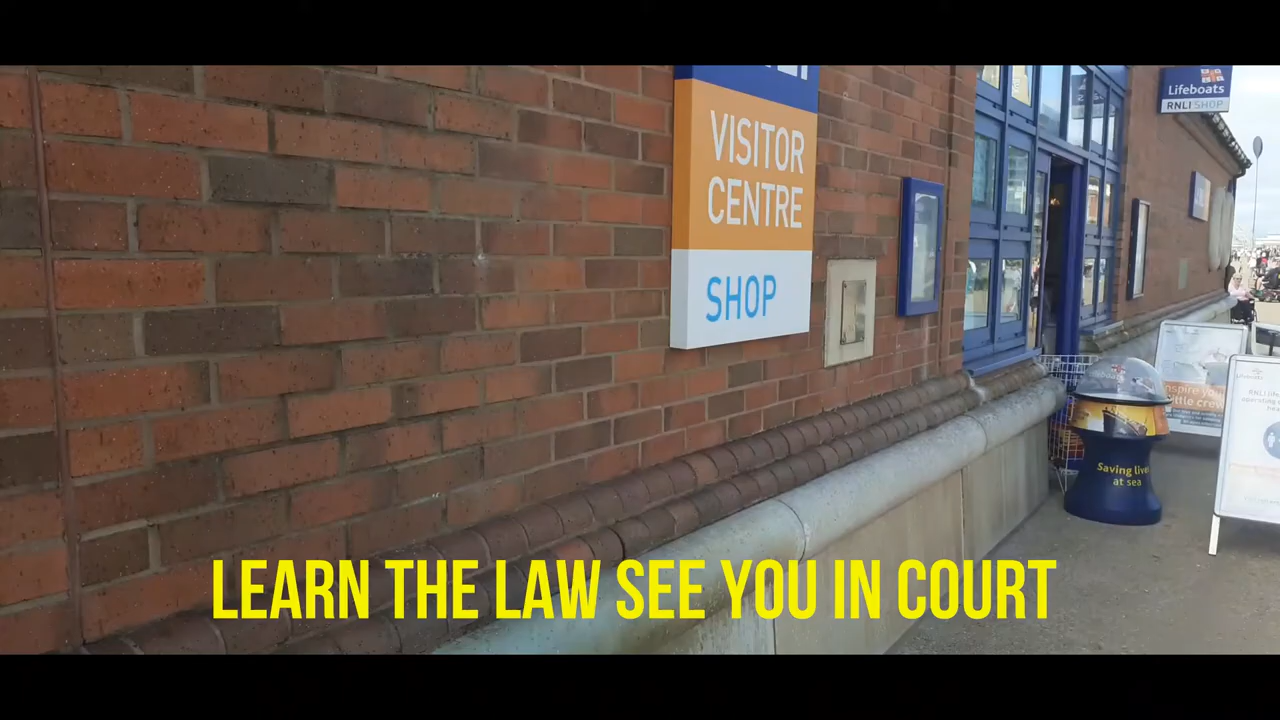 VISITOR
CENTRE
SHOP
Lifeboats
RNLI SHOP
Saving lives
at sea
LEARN THE LAW SEE YOU IN COURT